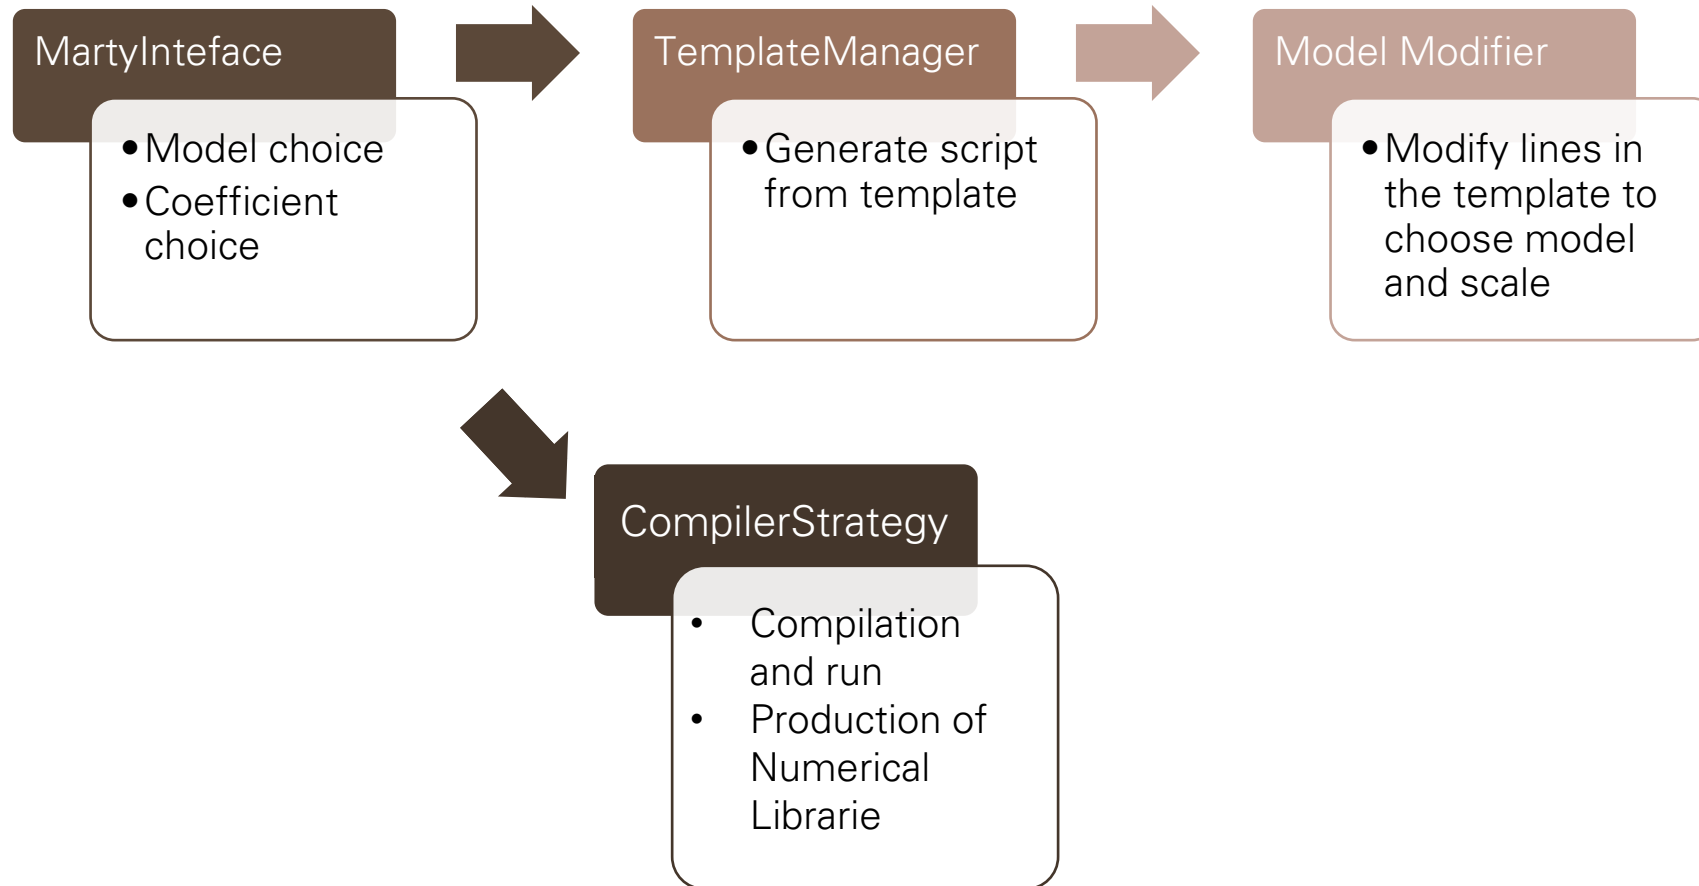 MartyInteface
• Model choice
• Coefficient
choice
TemplateManager
• Generate script
from template
Model Modifier
• Modify lines in
the template to
choose model
and scale
CompilerStrategy
• Compilation
and run
• Production of
Numerical
Librarie